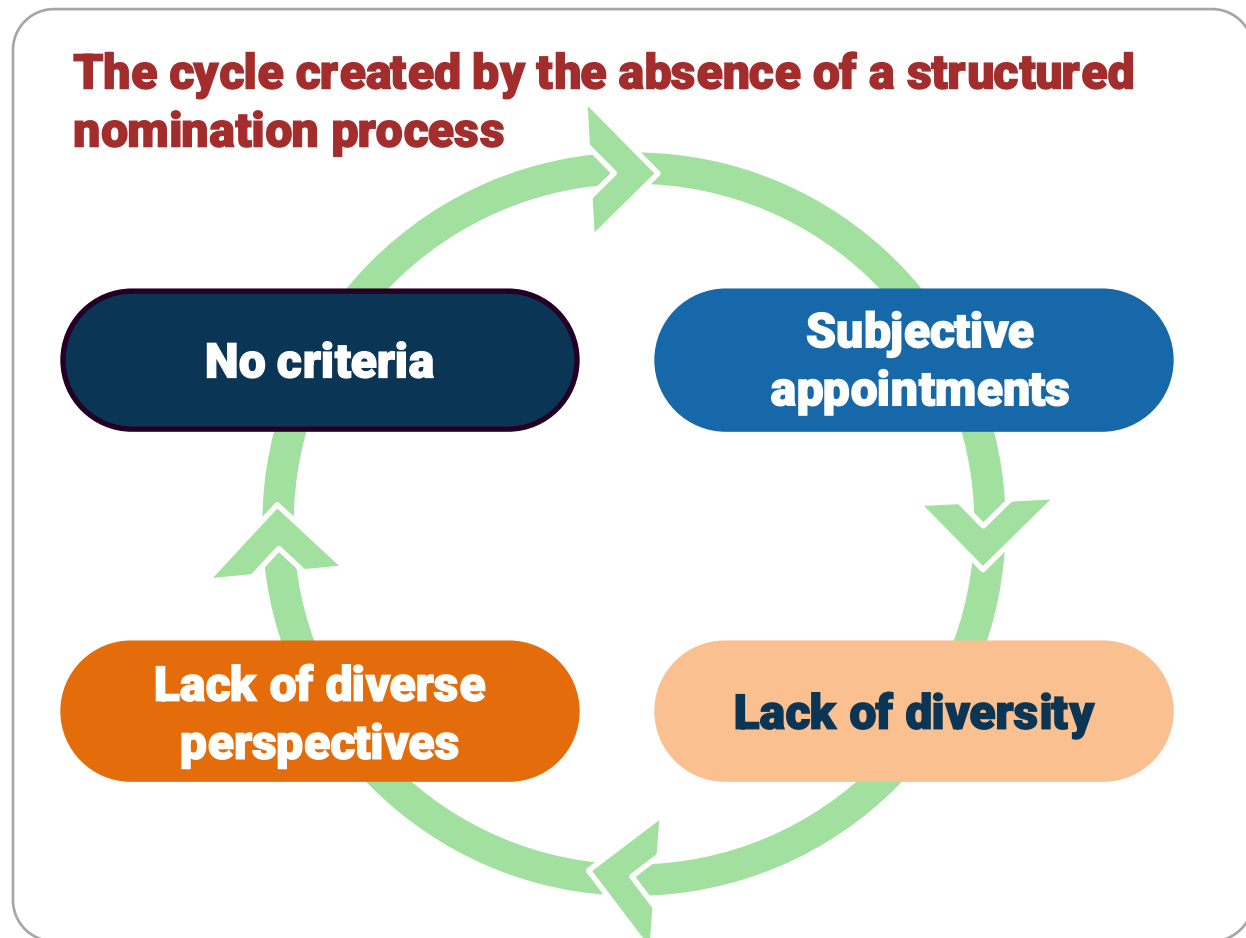 The cycle created by the absence of a structured
nomination process
No criteria
Subjective
appointments
Lack of diverse
perspectives
Lack of diversity